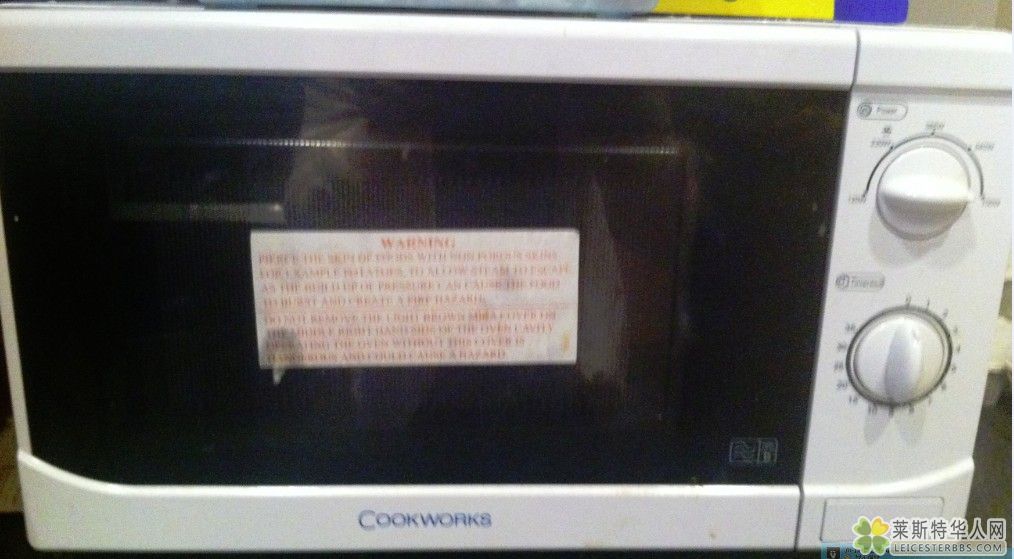 WARNING
PIERCE THE SKIN OF FOODS WITH NON POROUS SKINS
FOR EXAMPLE POTATOES, TO ALLOW STEAM TO ESCAPE
AS THE BUILD UP OF PRESSURE CAN CAUSE THE FOOD
TO BURST AND CREATE A FIRE HAZARD.
DO NOT REMOVE THE LIGHT BROWN MICA COVER ON
THE MIDDLE RIGHT HAND SIDE OF THE OVEN CAVITY
OPERATING THE OVEN WITHOUT THIS COVER IS
DANGEROUS AND COULD CAUSE A HAZARD
Power
COOKWORKS
莱斯特华人网
LEICESTERBBS.COM